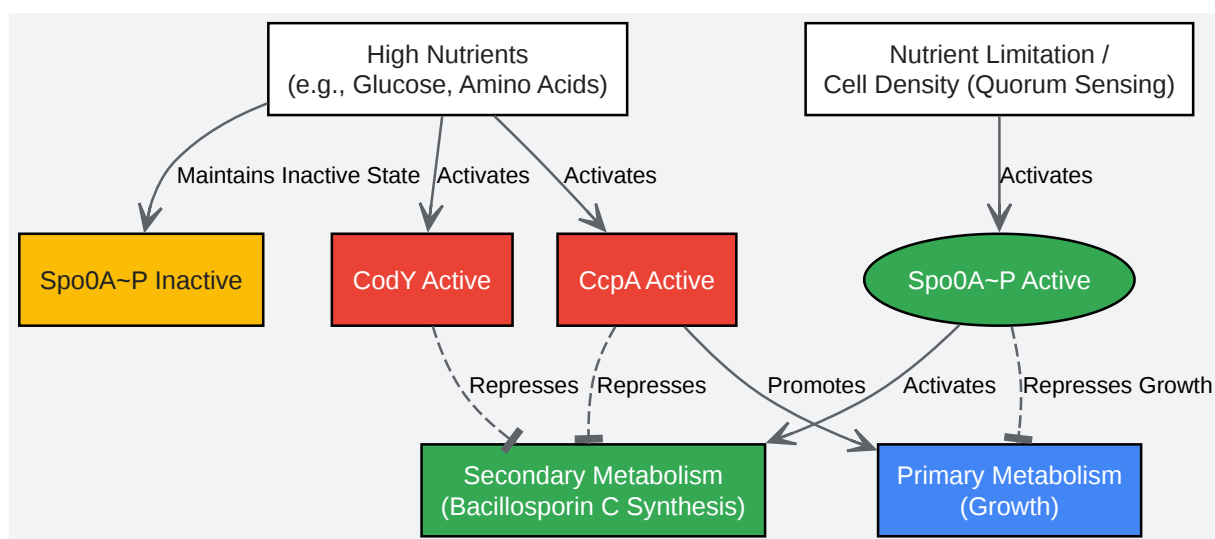 High Nutrients
(e.g., Glucose, Amino Acids)
Nutrient Limitation /
Cell Density (Quorum Sensing)
Maintains Inactive State
Activates
Activates
Activates
Spo0A~P Inactive
CodY Active
CcpA Active
Spo0A~P Active
Represses
Represses
Promotes
Activates
Represses Growth
Secondary Metabolism
(Bacillosporin C Synthesis)
Primary Metabolism
(Growth)